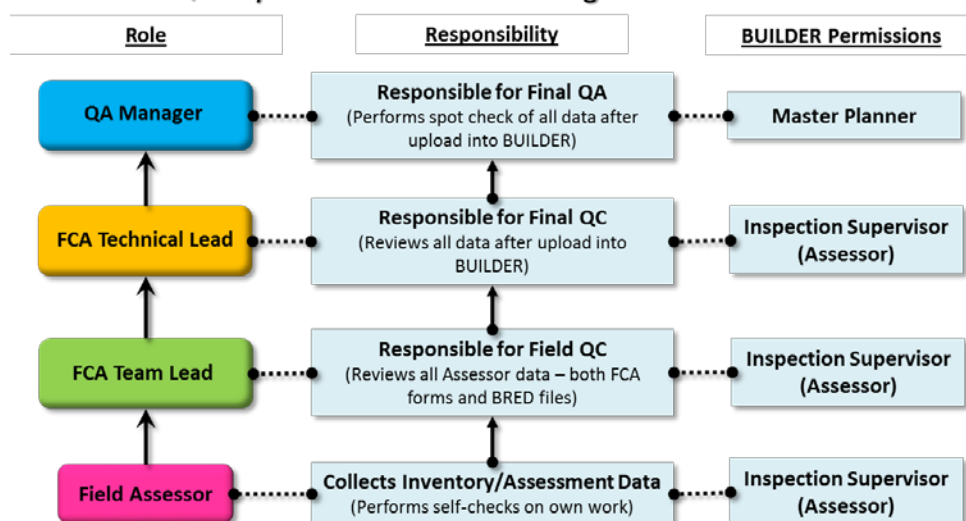 Role
Responsibility
BUILDER Permissions
QA Manager
Responsible for Final QA
(Performs spot check of all data after
upload into BUILDER)
Master Planner
FCA Technical Lead
Responsible for Final QC
(Reviews all data after upload into
BUILDER)
Inspection Supervisor
(Assessor)
FCA Team Lead
Responsible for Field QC
(Reviews all Assessor data – both FCA
forms and BRED files)
Inspection Supervisor
(Assessor)
Field Assessor
Collects Inventory/Assessment Data
(Performs self-checks on own work)
Inspection Supervisor
(Assessor)